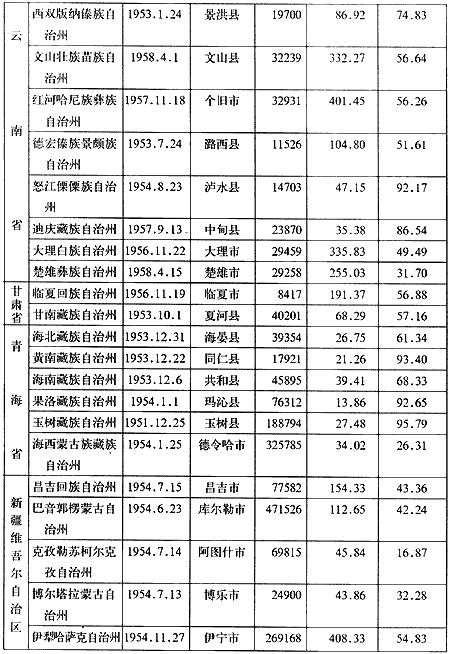 云南省
西双版纳傣族自治州 1953.1.24 景洪县 19700 86.92 74.83
文山壮族苗族自治州 1958.4.1 文山县 32239 332.27 56.64
红河哈尼族彝族自治州 1957.11.18 个旧市 32931 401.45 56.26
德宏傣族景颇族自治州 1953.7.24 潞西县 11526 104.80 51.61
怒江傈僳族自治州 1954.8.23 泸水县 14703 47.15 92.17
迪庆藏族自治州 1957.9.13 中甸县 23870 35.38 86.54
大理白族自治州 1956.11.22 大理市 29459 335.83 49.49
楚雄彝族自治州 1958.4.15 楚雄市 29258 255.03 31.70
甘肃省
临夏回族自治州 1956.11.19 临夏市 8417 191.37 56.88
甘南藏族自治州 1953.10.1 夏河县 40201 68.29 57.16
青海省
海北藏族自治州 1953.12.31 海晏县 39354 26.75 61.34
黄南藏族自治州 1953.12.22 同仁县 17921 21.26 93.40
海南藏族自治州 1953.12.6 共和县 45895 39.41 68.33
果洛藏族自治州 1954.1.1 玛沁县 76312 13.86 92.65
玉树藏族自治州 1951.12.25 玉树县 188794 27.48 95.79
海西蒙古族藏族自治州 1954.1.25 德令哈市 325785 34.02 26.31
新疆维吾尔自治区
昌吉回族自治州 1954.7.15 昌吉市 77582 154.33 43.36
巴音郭楞蒙古自治州 1954.6.23 库尔勒市 471526 112.65 42.24
克孜勒苏柯尔克孜自治州 1954.7.14 阿图什市 69815 45.84 16.87
博尔塔拉蒙古自治州 1954.7.13 博乐市 24900 43.86 32.28
伊犁哈萨克自治州 1954.11.27 伊宁市 269168 408.33 54.83